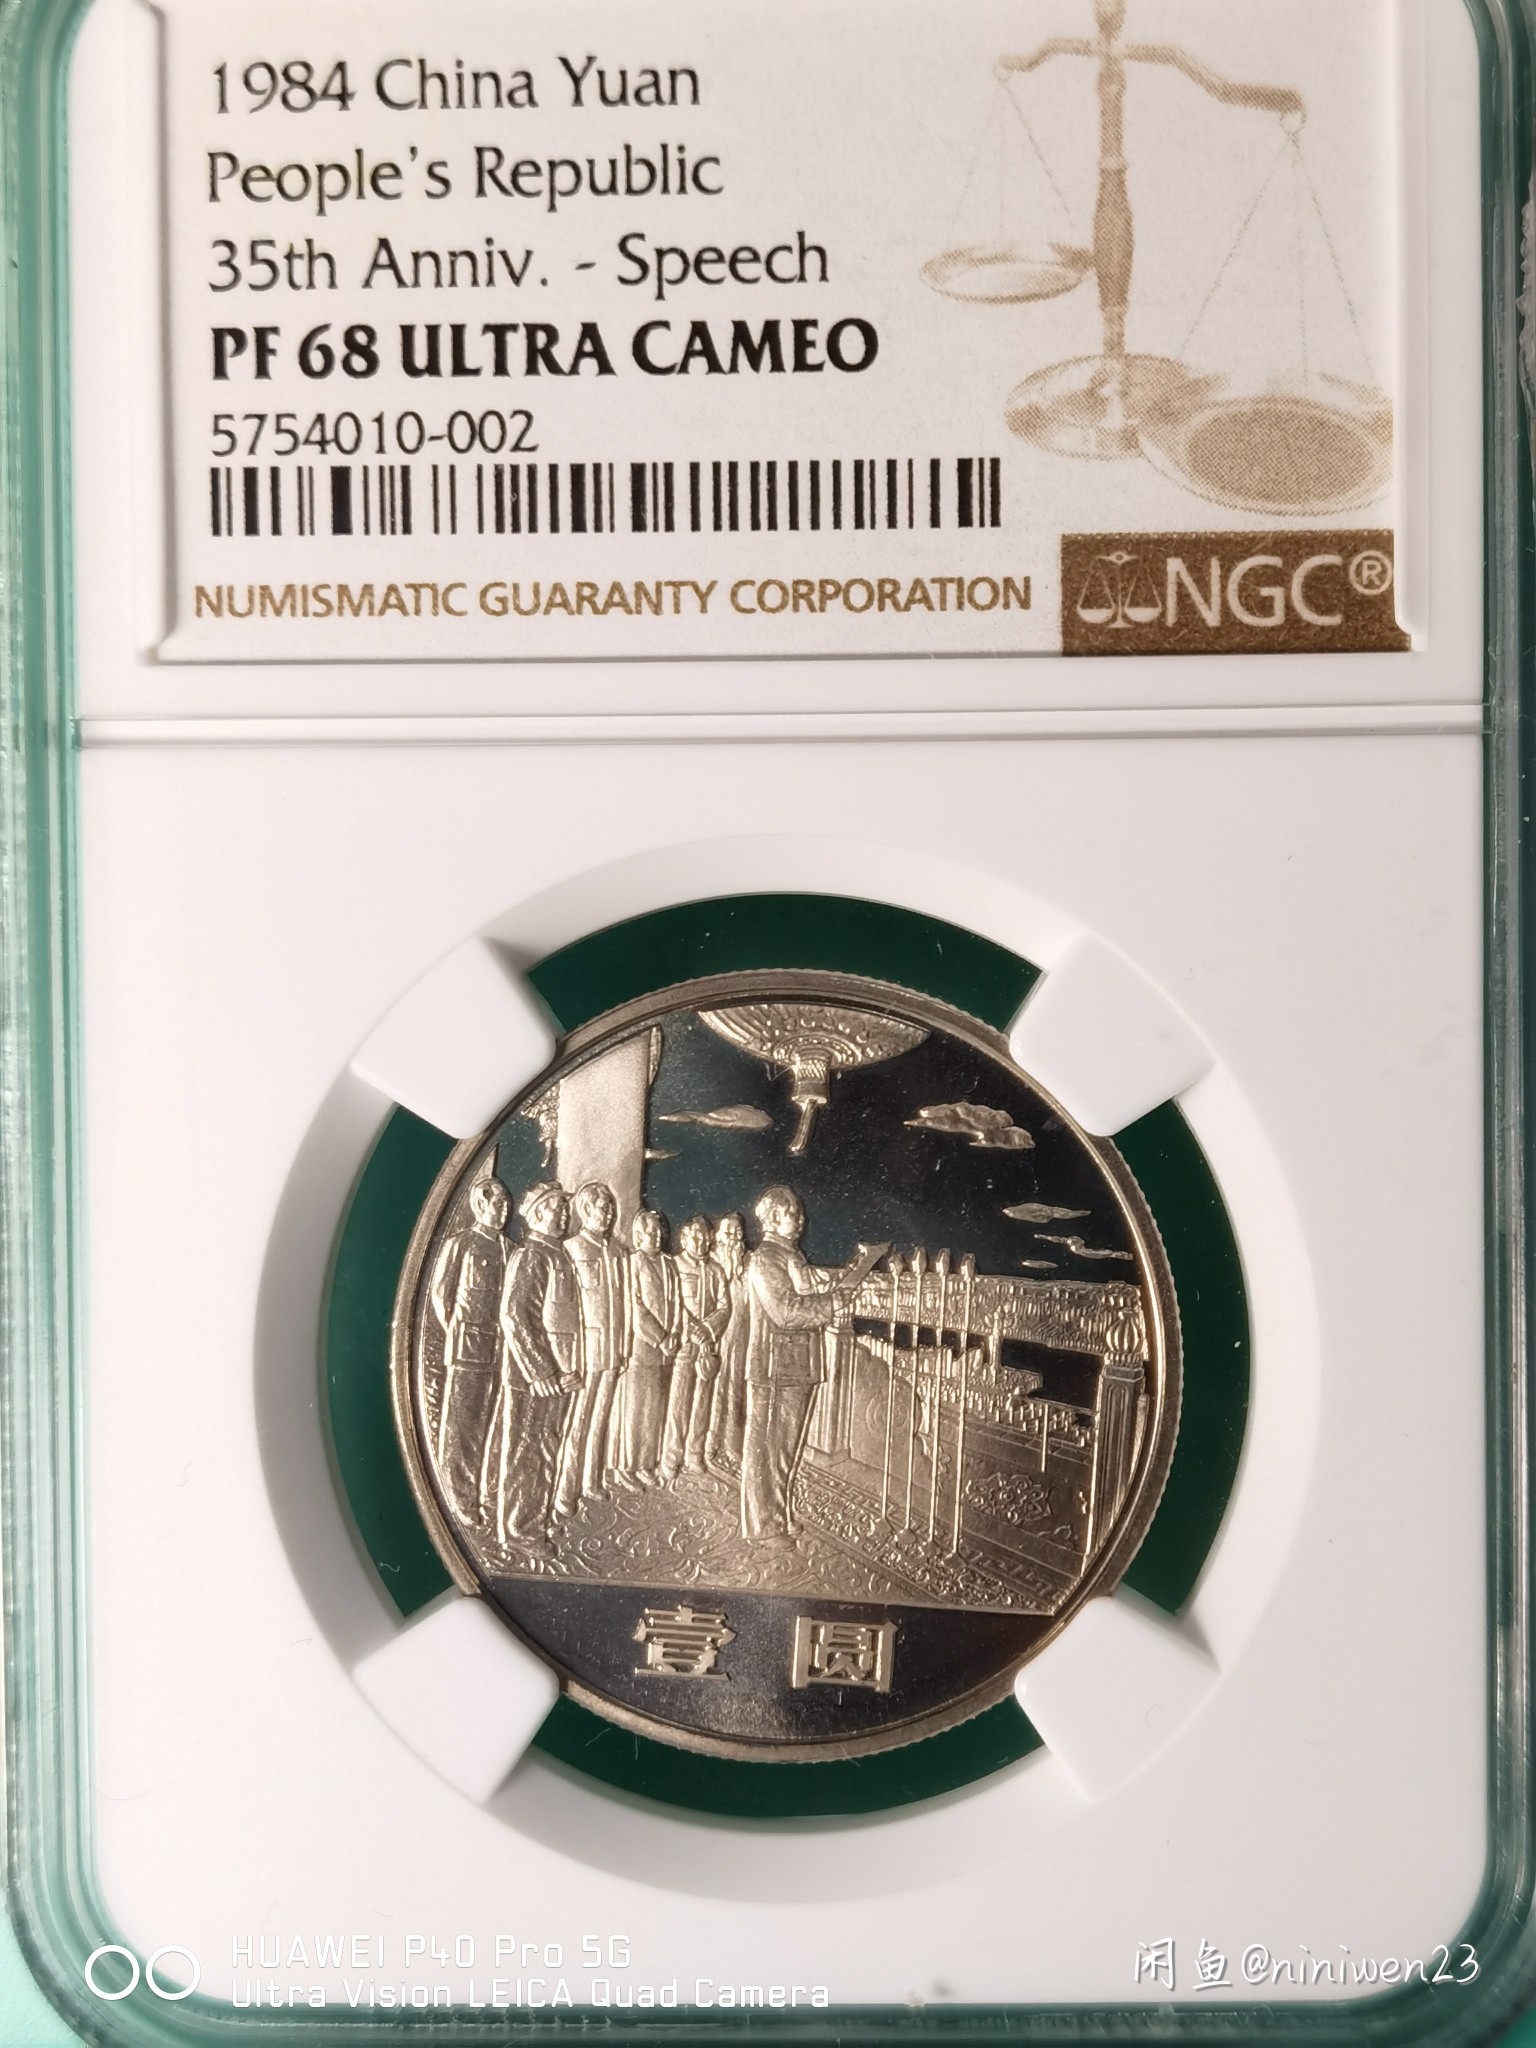 1984 China Yuan
People's Republic
35th Anniv. - Speech
PF 68 ULTRA CAMEO
5754010-002
NUMISMATIC GUARANTY CORPORATION
NGC®
壹圆
HUAWEI P40 Pro 5G
Ultra Vision LEICA Quad Camera
闲鱼@niniwen23